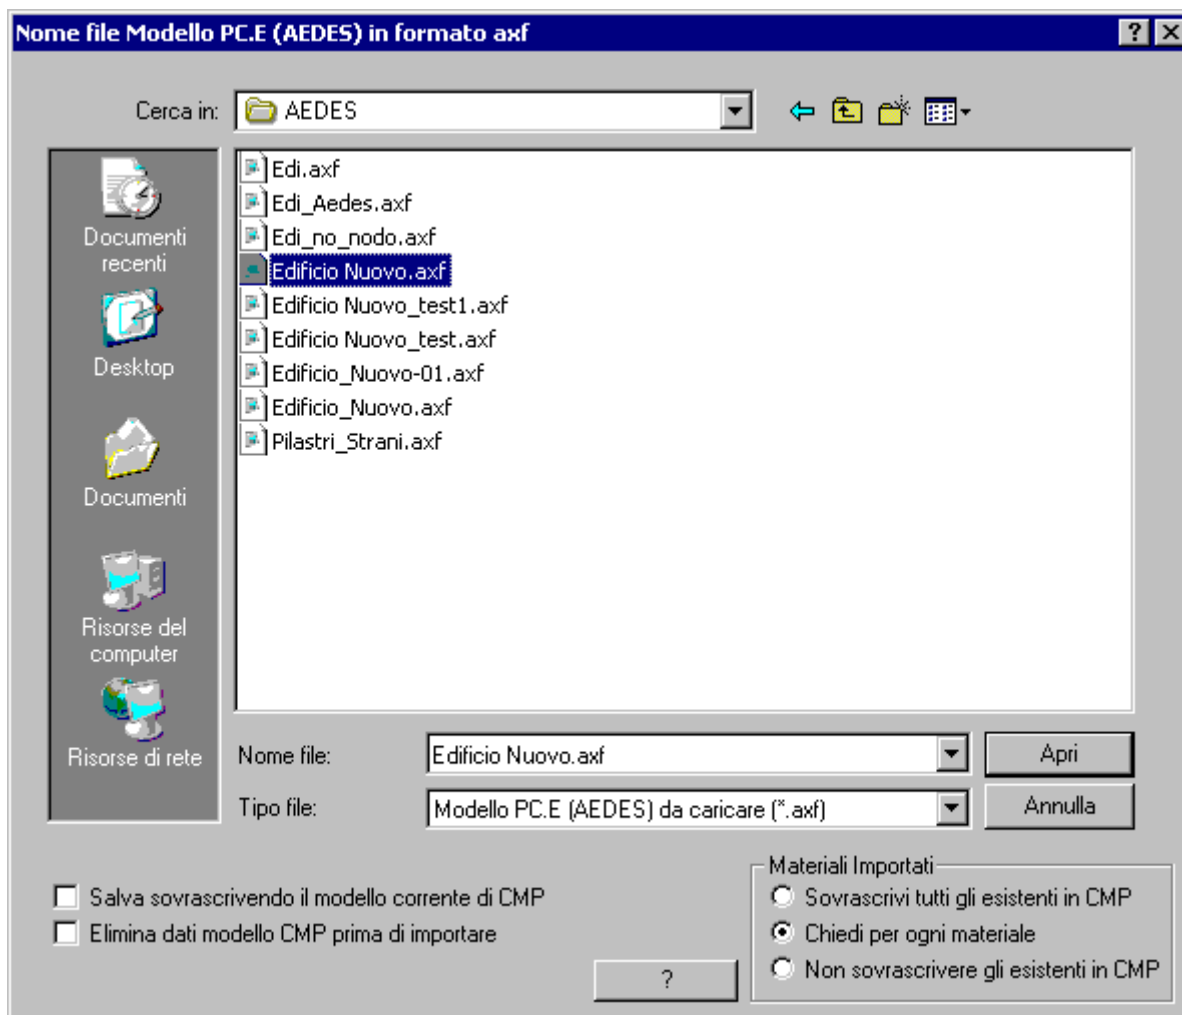 Nome file Modello PC.E (AEDES) in formato axf
Cerca in:
AEDES
Documenti
recenti
Desktop
Documenti
Risorse del
computer
Risorse di rete
Edi.axf
Edi_Aedes.axf
Edi_no_nodo.axf
Edificio Nuovo.axf
Edificio Nuovo_test1.axf
Edificio Nuovo_test.axf
Edificio_Nuovo-01.axf
Edificio_Nuovo.axf
Pilastri_Strani.axf
Nome file:
Edificio Nuovo.axf
Apri
Tipo file:
Modello PC.E (AEDES) da caricare (*.axf)
Annulla
Salva sovrascrivendo il modello corrente di CMP
Elimina dati modello CMP prima di importare
Materiali Importati
Sovrascrivi tutti gli esistenti in CMP
Chiedi per ogni materiale
Non sovrascrivere gli esistenti in CMP
?